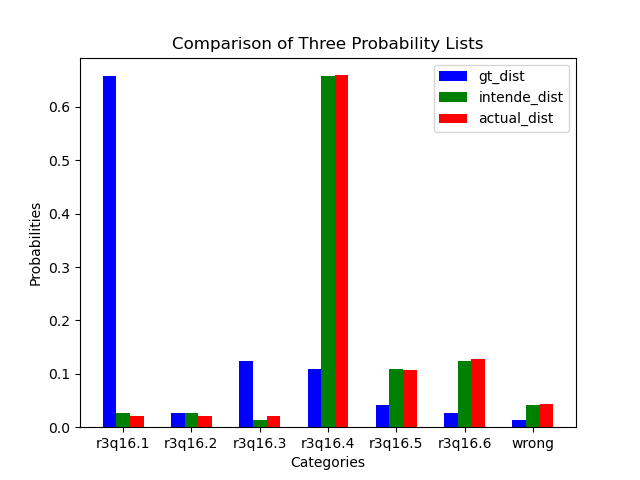 Comparison of Three Probability Lists
gt_dist
intende_dist
actual_dist
Probabilities
0.6
0.5
0.4
0.3
0.2
0.1
0.0
r3q16.1 r3q16.2 r3q16.3 r3q16.4 r3q16.5 r3q16.6 wrong
Categories